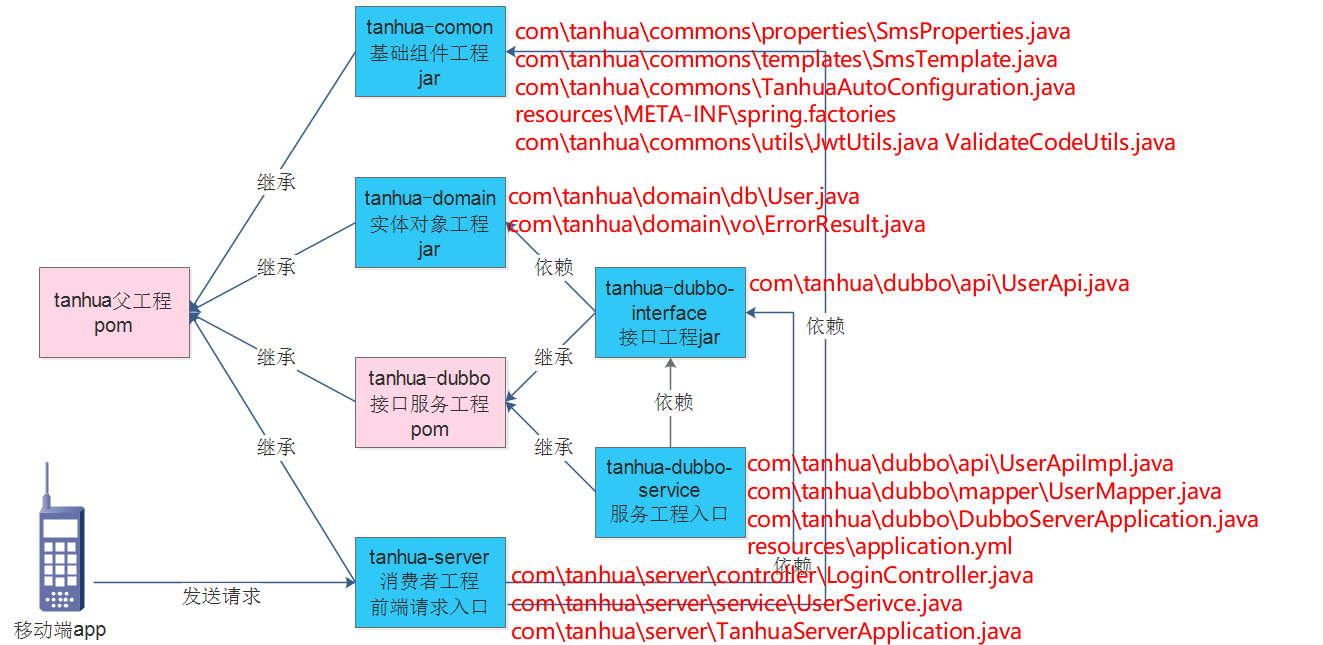 tanhua-comon
基础组件工程
jar
com\tanhua\commons\properties\SmsProperties.java
com\tanhua\commons\templates\SmsTemplate.java
com\tanhua\commons\TanhuaAutoConfiguration.java
resources\META-INF\spring.factories
com\tanhua\commons\utils\JwtUtils.java ValidateCodeUtils.java
继承
tanhua-domain
实体对象工程
jar
com\tanhua\domain\db\User.java
com\tanhua\domain\vo\ErrorResult.java
继承
依赖
tanhua父工程
pom
tanhua-dubbo-
interface
接口工程jar
com\tanhua\dubbo\api\UserApi.java
依赖
继承
继承
tanhua-dubbo
接口服务工程
pom
依赖
继承
继承
tanhua-dubbo-
service
服务工程入口
com\tanhua\dubbo\api\UserApiImpl.java
com\tanhua\dubbo\mapper\UserMapper.java
com\tanhua\dubbo\DubboServerApplication.java
resources\application.yml
依赖
tanhua-server
消费者工程
前端请求入口
com\tanhua\server\controller\LoginController.java
com\tanhua\server\service\UserSerivce.java
com\tanhua\server\TanhuaServerApplication.java
发送请求
移动端app